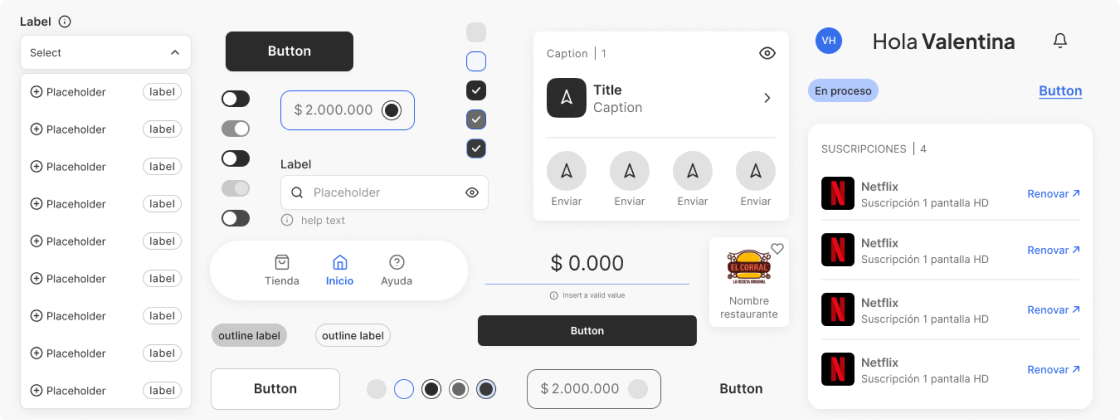 Label
Select
Placeholder label
Placeholder label
Placeholder label
Placeholder label
Placeholder label
Placeholder label
Placeholder label
Placeholder label
Placeholder label
Button
$ 2.000.000
Label
Placeholder
help text
Tienda Inicio Ayuda
outline label outline label
Button
Caption | 1
Title
Caption
Enviar Enviar Enviar Enviar
$ 0.000
Insert a valid value
Button
EL CORRAL
LA RECETA ORIGINAL
Nombre
restaurante
$ 2.000.000
Button
VH
Hola Valentina
En proceso
Button
SUSCRIPCIONES | 4
N
Netflix
Suscripción 1 pantalla HD
Renovar
N
Netflix
Suscripción 1 pantalla HD
Renovar
N
Netflix
Suscripción 1 pantalla HD
Renovar
N
Netflix
Suscripción 1 pantalla HD
Renovar